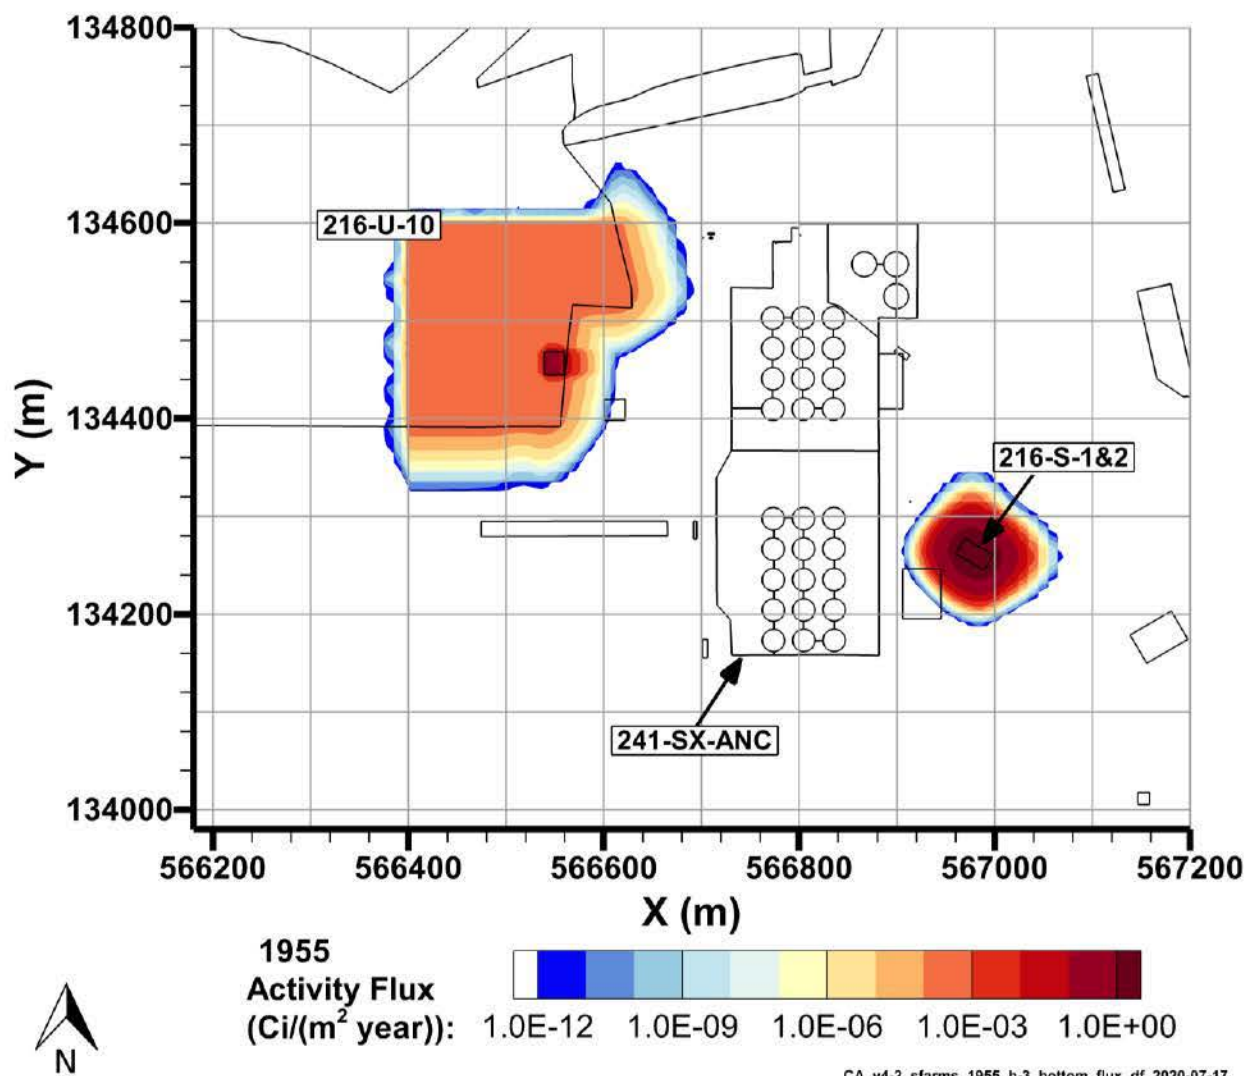 134800
134600
134400
134200
134000
Y (m)
216-U-10
216-S-1&2
241-SX-ANC
566200 566400 566600 566800 567000 567200
X (m)
1955
Activity Flux
(Ci/(m² year)):
1.0E-12 1.0E-09 1.0E-06 1.0E-03 1.0E+00
N